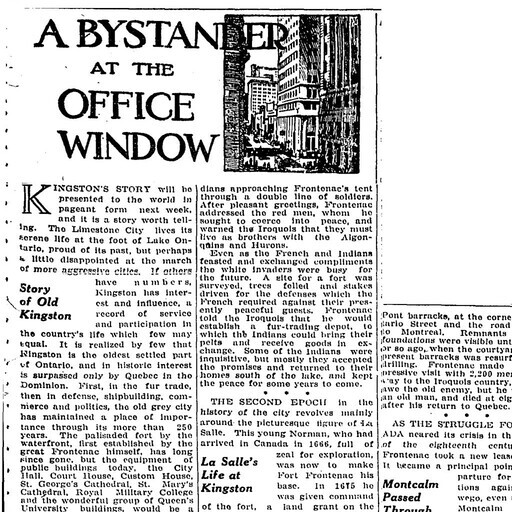 A BYSTANDER
AT THE
OFFICE
WINDOW
KINGSTON'S STORY will be
presented to the world in
pageant form next week,
and it is a story worth tell-
ing. The Limestone City lives its
serene life at the foot of Lake On-
tario, proud of its past, but perhaps
a little disappointed at the march
of more aggressive cities. If others
have numbers,
Kingston has inter-
est and influence, a
record of service
and participation in
Story
of Old
Kingston
the country's life which few may
equal. It is realized by few that
Kingston is the oldest settled part
of Ontario, and in historic interest
is surpassed only by Quebec in the
Dominion. First, in the fur trade,
then in defense, shipbuilding, com-
merce and politics, the old grey city
has maintained a place of impor-
tance through its more than 250
years. The palisaded fort by the
waterfront, first established by the
great Frontenac himself, has long
since gone, but the equipment of
public buildings today, the City
Hall, Court House, Custom House,
St. George's Cathedral, St. Mary's
Cathedral, Royal Military College
and the wonderful group of Queen's
University buildings, would be a
dians approaching Frontenac's tent
through a double line of soldiers.
After pleasant greetings, Frontenac
addressed the red men, whom he
sought to coerce into peace, and
warned the Iroquois that they must
live as brothers with the Algon-
quins and Hurons.
Even as the French and Indians
feasted and exchanged compliments
the white invaders were busy for
the future. A site for a fort was
surveyed, trees felled and stakes
driven for the defenses which the
French required against their pres-
ently peaceful guests. Frontenac
told the Iroquois that he would
establish a fur-trading depot, to
which the Indians could bring their
pelts and receive goods in ex-
change. Some of the Indians were
inquisitive, but mostly they accepted
the promises and returned to their
homes south of the lake, and kept
the peace for some years to come.
THE SECOND EPOCH in the
history of the city revolves mainly
around the picturesque figure of La
Salle. This young Norman, who had
arrived in Canada in 1666, full of
zeal for exploration,
was now to make
Fort Frontenac his
base. In 1675 he
was given command
La Salle's
Life at
Kingston
of the fort, a land grant on the
Pont barracks, at the corne
tario Street and the road
to Montreal. Remnants
foundations were visible unt
or so ago, when the courtyar
present barracks was resurf
drilling. Frontenac made
pressive visit with 2,200 mer
way to the Iroquois country,
awe the old enemy, but he
an old man, and died at eig
after his return to Quebec.
AS THE STRUGGLE FO
ADA neared its crisis in th
of the eighteenth centu
Frontenac took a new leas
It became a principal poin
parture for
tions again
wego, even
Montcalm
Montcalm
Passed
Through